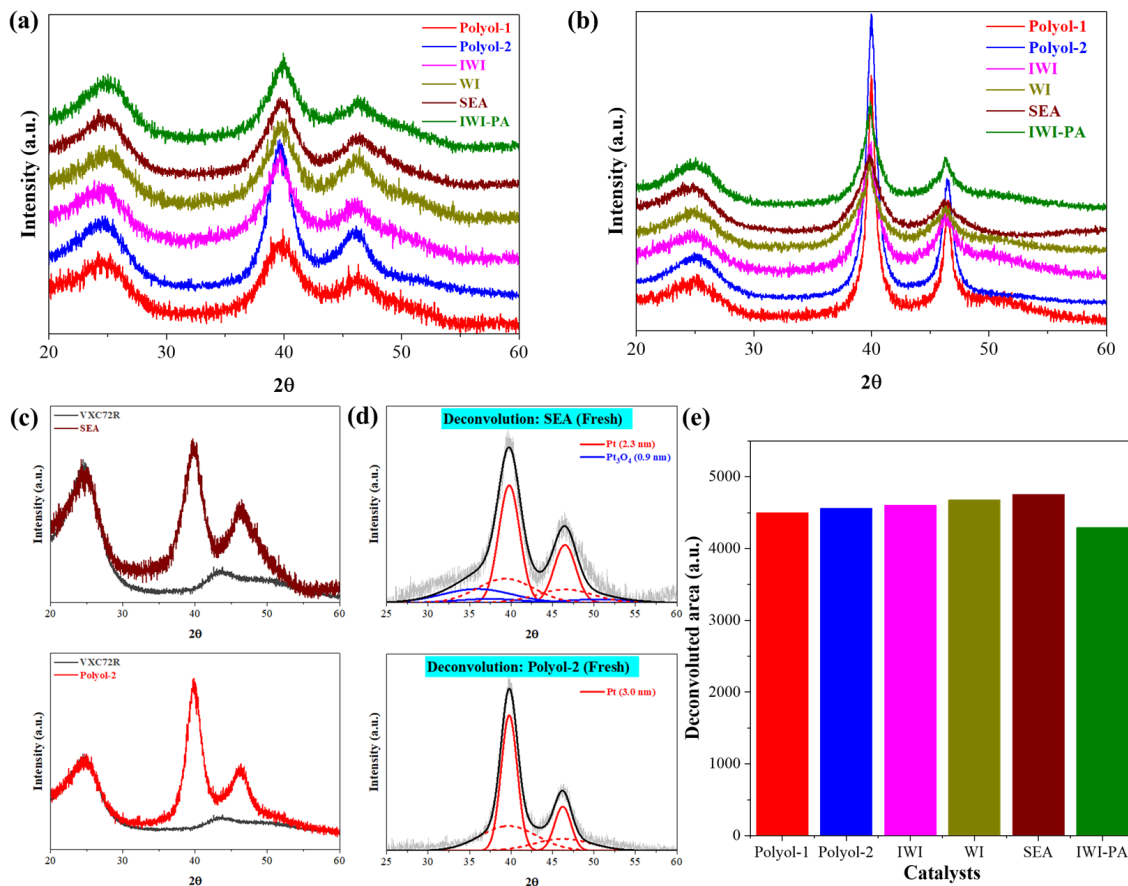 (a)
Polyol-1
Polyol-2
IWI
WI
SEA
IWI-PA
Intensity (a.u.)
20 30 40 50 60
2θ
(b)
Polyol-1
Polyol-2
IWI
WI
SEA
IWI-PA
Intensity (a.u.)
20 30 40 50 60
2θ
(c)
VXC72R
SEA
Intensity (a.u.)
20 30 40 50 60
2θ
VXC72R
Polyol-2
Intensity (a.u.)
20 30 40 50 60
2θ
(d)
Deconvolution: SEA (Fresh)
Pt (2.3 nm)
Pt₃O₄ (0.9 nm)
Intensity (a.u.)
25 30 35 40 45 50 55 60
2θ
Deconvolution: Polyol-2 (Fresh)
Pt (3.0 nm)
Intensity (a.u.)
25 30 35 40 45 50 55 60
2θ
(e)
Deconvoluted area (a.u.)
5000
4000
3000
2000
1000
0
Polyol-1 Polyol-2 IWI WI SEA IWI-PA
Catalysts